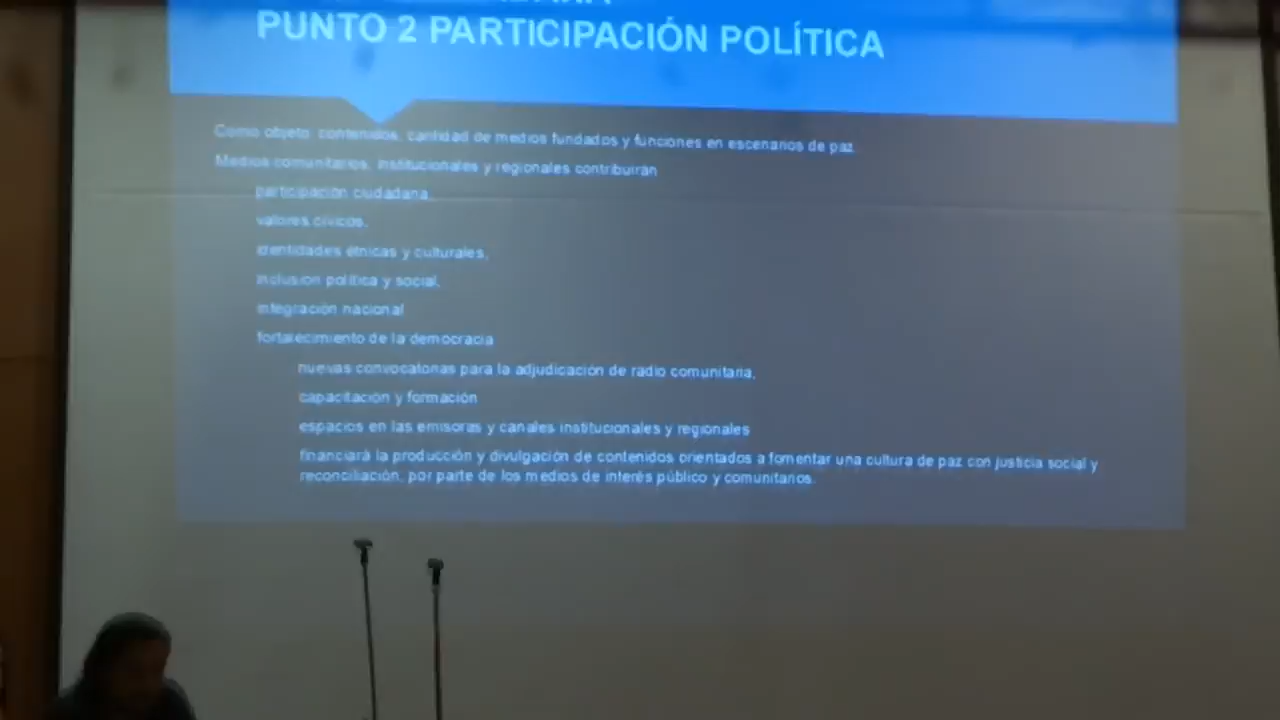 PUNTO 2 PARTICIPACIÓN POLÍTICA
Como objeto, contenidos, cantidad de medios fundados y funciones en escenarios de paz
Medios comunitarios, institucionales y regionales contribuirán
participación ciudadana,
valores cívicos,
identidades étnicas y culturales,
inclusión política y social,
integración nacional
fortalecimiento de la democracia
nuevas convocatorias para la adjudicación de radio comunitaria,
capacitación y formación
espacios en las emisoras y canales institucionales y regionales
financiará la producción y divulgación de contenidos orientados a fomentar una cultura de paz con justicia social y
reconciliación, por parte de los medios de interés público y comunitarios.